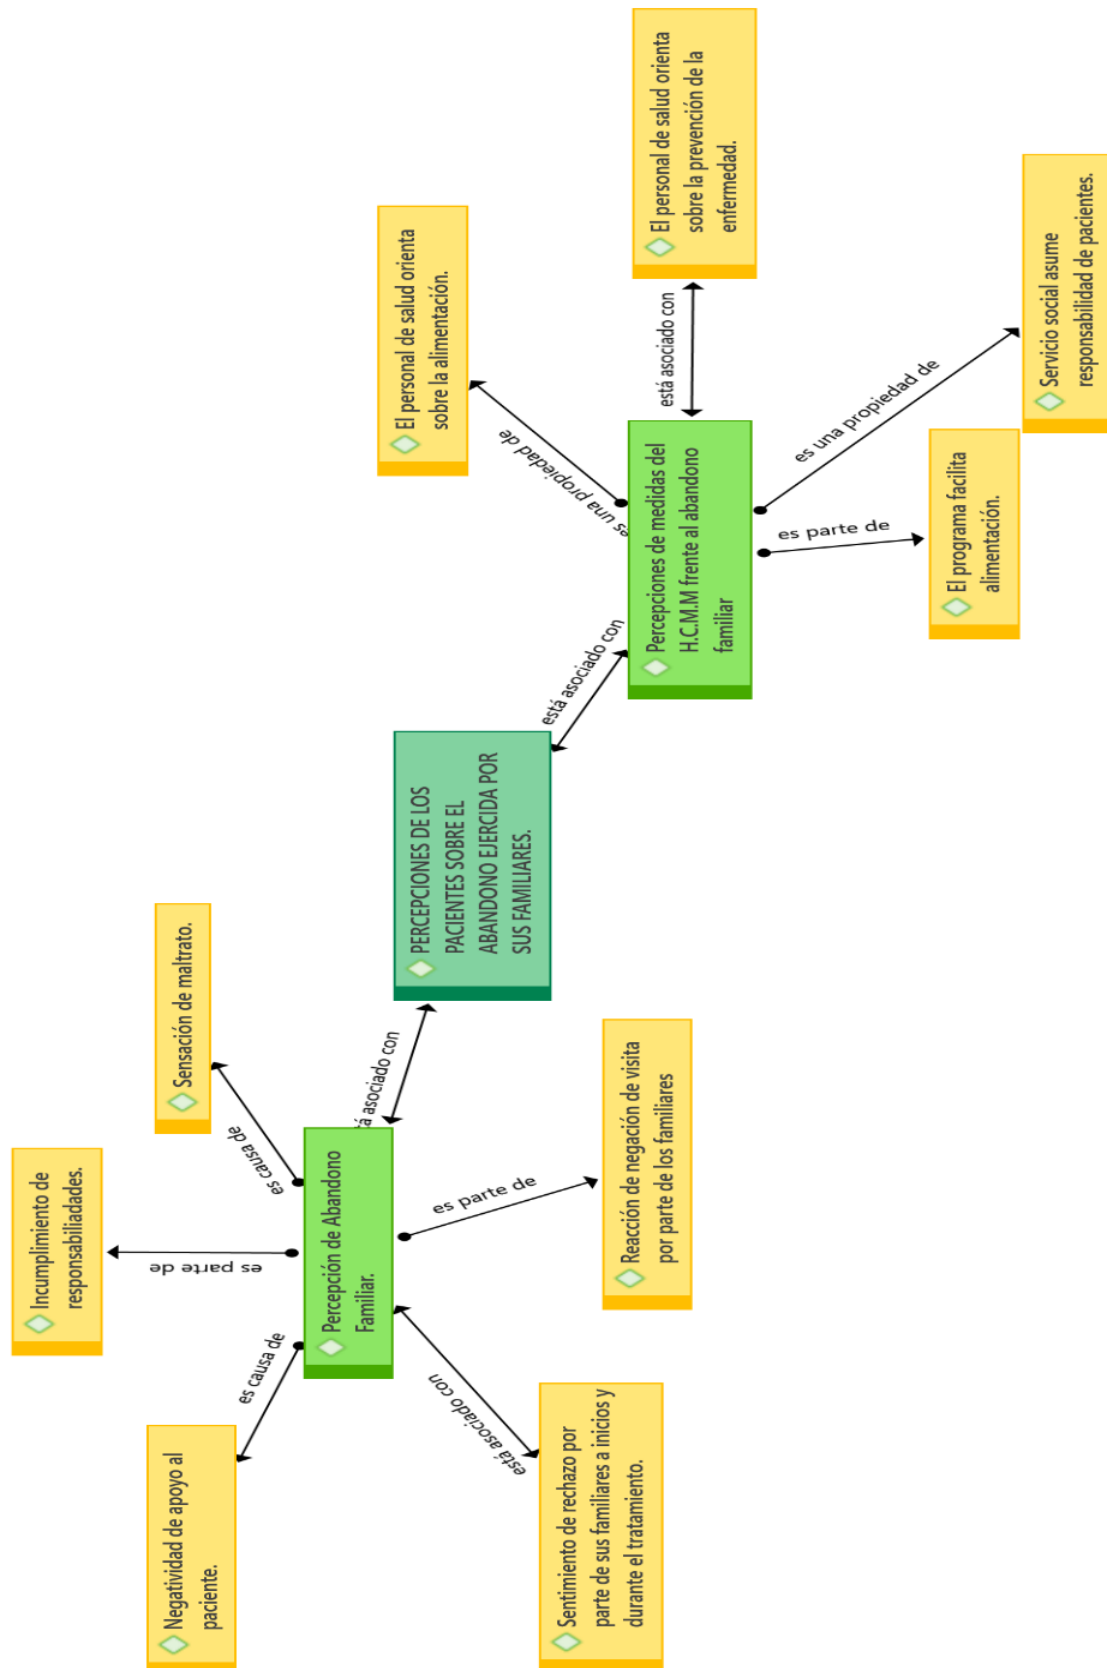 Incumplimiento de
responsabiliadades.
Negatividad de apoyo al
paciente.
Sensación de maltrato.
es causa de
es parte de
es causa de
Percepción de Abandono
Familiar.
tá asociado con
está asociado con
es parte de
Sentimiento de rechazo por
parte de sus familiares a inicios y
durante el tratamiento.
Reacción de negación de visita
por parte de los familiares
PERCEPCIONES DE LOS
PACIENTES SOBRE EL
ABANDONO EJERCIDA POR
SUS FAMILIARES.
está asociado con
El personal de salud orienta
sobre la alimentación.
es una propiedad de
Percepciones de medidas del
H.C.M.M frente al abandono
familiar
está asociado con
El personal de salud orienta
sobre la prevención de la
enfermedad.
es parte de
es una propiedad de
El programa facilita
alimentación.
Servicio social asume
responsabilidad de pacientes.